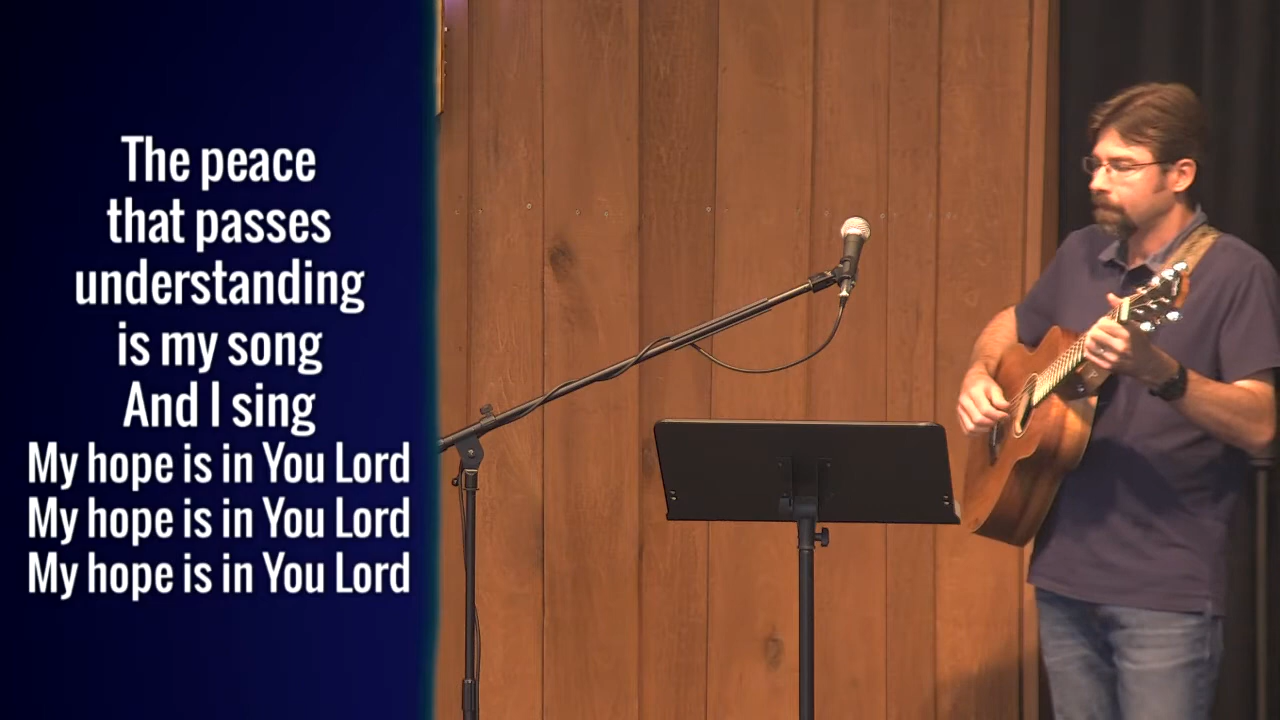 The peace
that passes
understanding
is my song
And I sing
My hope is in You Lord
My hope is in You Lord
My hope is in You Lord